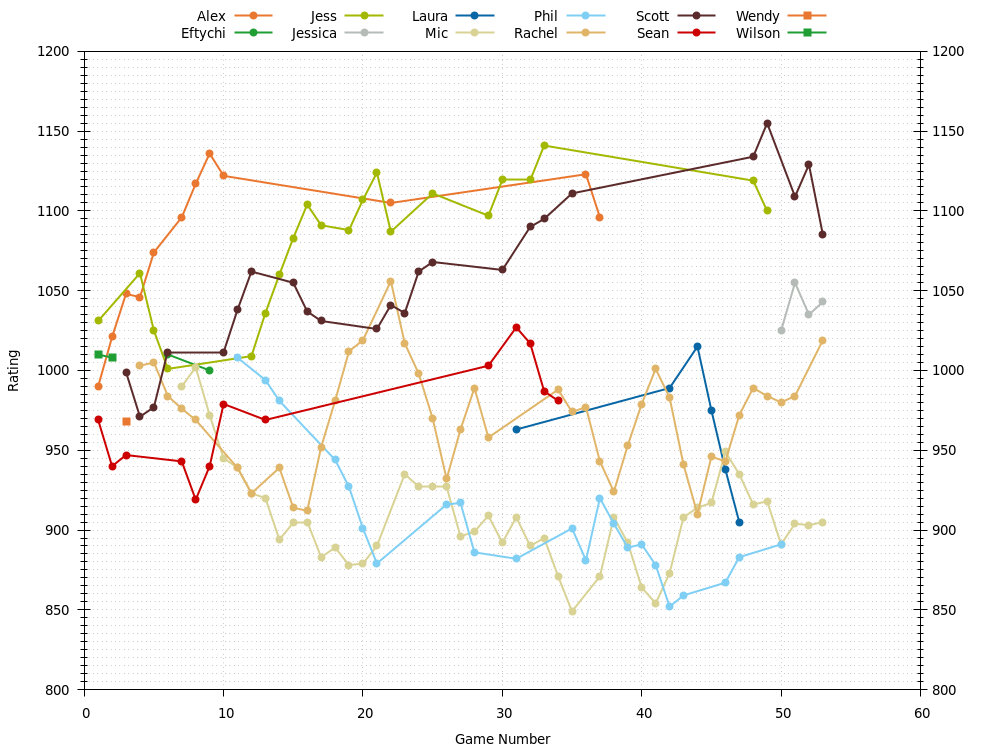 Alex Jess Laura Phil Scott Wendy
Eftychi Jessica Mic Rachel Sean Wilson
1200 1200
1150 1150
1100 1100
1050 1050
1000 1000
950 950
900 900
850 850
800 800
Rating
0 10 20 30 40 50 60
Game Number